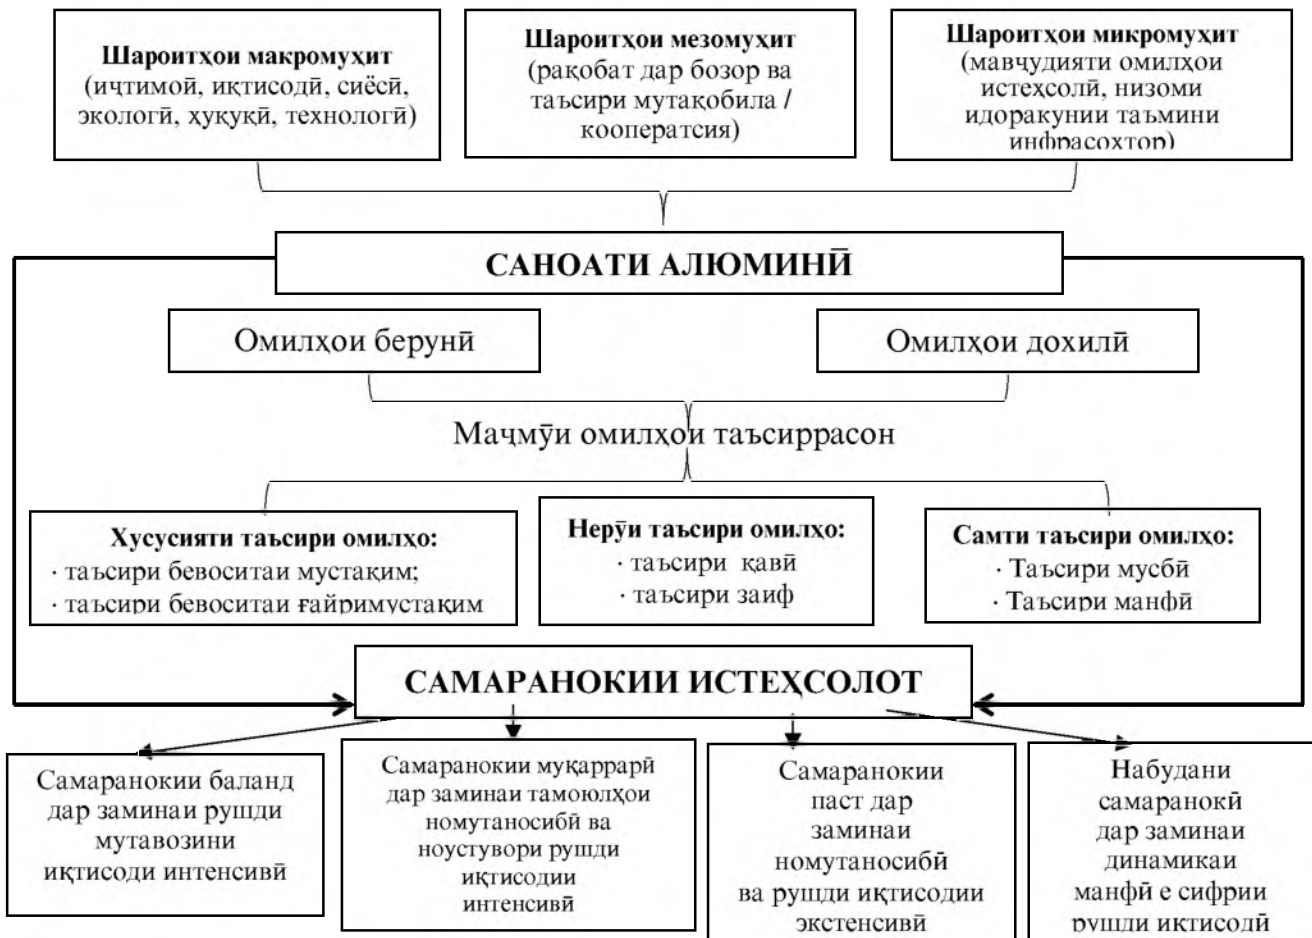 Шароитҳои макромуҳит
(иҷтимоӣ, иқтисодӣ, сиёсӣ,
экологӣ, ҳуқуқӣ, технологӣ)
Шароитҳои мезомуҳит
(рақобат дар бозор ва
таъсири мутақобила /
кооператсия)
Шароитҳои микромуҳит
(мавҷудияти омилҳои
истеҳсолӣ, низоми
идоракунии таъмини
инфрасохтор)
САНОАТИ АЛЮМИНӢ
Омилҳои берунӣ
Омилҳои дохилӣ
Маҷмӯи омилҳои таъсиррасон
Хусусияти таъсири омилҳо:
· таъсири бевоситаи мустақим;
· таъсири бевоситаи ғайримустақим
Нерӯи таъсири омилҳо:
· таъсири қавӣ
· таъсири заиф
Самти таъсири омилҳо:
· Таъсири мусбӣ
· Таъсири манфӣ
САМАРАНОКИИ ИСТЕҲСОЛОТ
Самаранокии баланд
дар заминаи рушди
мутавозини
иқтисоди интенсивӣ
Самаранокии муқаррарӣ
дар заминаи тамоюлҳои
номутаносибӣ ва
ноустувори рушди
иқтисодии
интенсивӣ
Самаранокии
паст дар
заминаи
номутаносибӣ
ва рушди иқтисодии
экстенсивӣ
Набудани
самаранокӣ
дар заминаи
динамикаи
манфӣ е сифрии
рушди иқтисодӣ